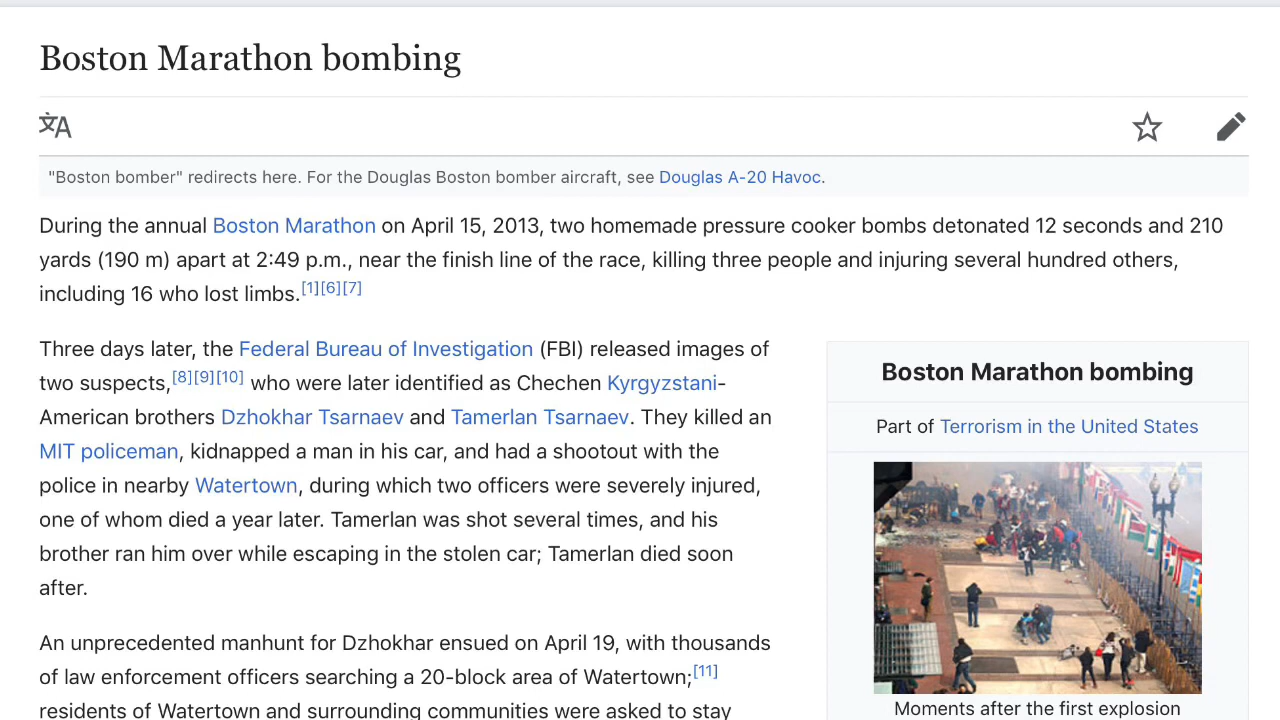 Boston Marathon bombing
"Boston bomber" redirects here. For the Douglas Boston bomber aircraft, see Douglas A-20 Havoc.
During the annual Boston Marathon on April 15, 2013, two homemade pressure cooker bombs detonated 12 seconds and 210
yards (190 m) apart at 2:49 p.m., near the finish line of the race, killing three people and injuring several hundred others,
including 16 who lost limbs.[1][6][7]
Three days later, the Federal Bureau of Investigation (FBI) released images of
two suspects,[8][9][10] who were later identified as Chechen Kyrgyzstani-
American brothers Dzhokhar Tsarnaev and Tamerlan Tsarnaev. They killed an
MIT policeman, kidnapped a man in his car, and had a shootout with the
police in nearby Watertown, during which two officers were severely injured,
one of whom died a year later. Tamerlan was shot several times, and his
brother ran him over while escaping in the stolen car; Tamerlan died soon
after.
An unprecedented manhunt for Dzhokhar ensued on April 19, with thousands
of law enforcement officers searching a 20-block area of Watertown;[11]
residents of Watertown and surrounding communities were asked to stay
Boston Marathon bombing
Part of Terrorism in the United States
Moments after the first explosion